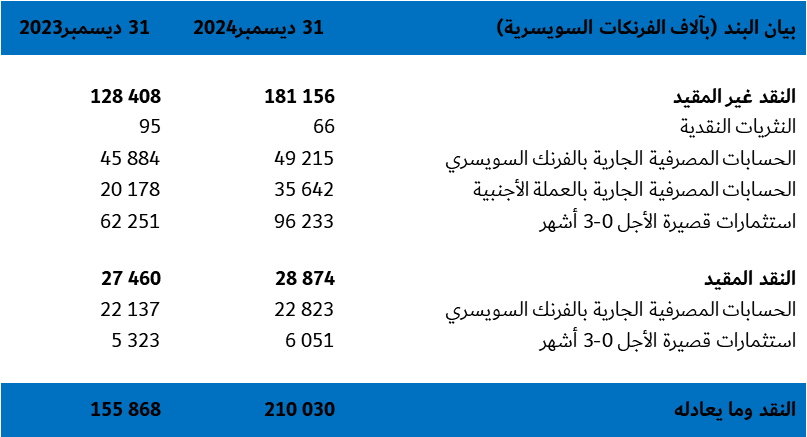 بيان البند (بآلاف الفرنكات السويسرية) 31 ديسمبر2024 31 ديسمبر2023
النقد غير المقيد 181 156 128 408
النثريات النقدية 66 95
الحسابات المصرفية الجارية بالفرنك السويسري 49 215 45 884
الحسابات المصرفية الجارية بالعملة الأجنبية 35 642 20 178
استثمارات قصيرة الأجل 0-3 أشهر 96 233 62 251
النقد المقيد 28 874 27 460
الحسابات المصرفية الجارية بالفرنك السويسري 22 823 22 137
استثمارات قصيرة الأجل 0-3 أشهر 6 051 5 323
النقد وما يعادله 210 030 155 868